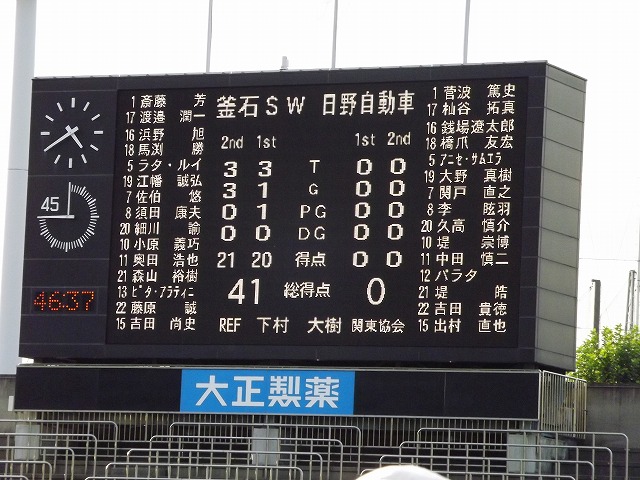 釜石SW 日野自動車
1 斎藤 芳
17 渡邉 潤一
16 浜野 旭
18 馬渕 勝
5 ラタ・ルイ
19 江幡 誠弘
7 佐伯 悠
8 須田 康夫
20 細川 諭
10 小原 義巧
11 奥田 浩也
21 森山 裕樹
13 ピタ・アラティニ
22 藤原 誠
15 吉田 尚史
2nd 1st 1st 2nd
3 3 T 0 0
3 1 G 0 0
0 1 PG 0 0
0 0 DG 0 0
21 20 得点 0 0
41 総得点 0
REF 下村 大樹 関東協会
1 菅波 篤史
17 杣谷 拓真
16 銭場遼太郎
18 橋爪 友宏
5 アニセ・サムエラ
19 大野 真樹
7 関戸 直之
8 李 昿羽
20 久高 慎介
10 堤 崇博
11 中田 慎二
12 パラタ
21 堤 皓
22 吉田 貴徳
15 出村 直也
45
46:37
大正製薬